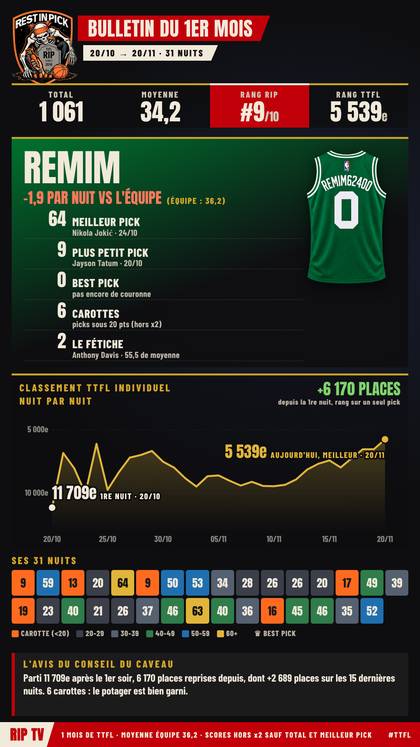 REST IN PICK
RIP
BULLETIN DU 1ER MOIS
20/10 → 20/11 · 31 NUITS
TOTAL
1 061
MOYENNE
34,2
RANG RIP
#9/10
RANG TTFL
5 539e
REMIM
-1,9 PAR NUIT VS L'ÉQUIPE (ÉQUIPE : 36,2)
64 MEILLEUR PICK
Nikola Jokić · 24/10
9 PLUS PETIT PICK
Jayson Tatum · 20/10
0 BEST PICK
pas encore de couronne
6 CAROTTES
picks sous 20 pts (hors x2)
2 LE FÉTICHE
Anthony Davis · 55,5 de moyenne
REMIM62400
0
CLASSEMENT TTFL INDIVIDUEL
NUIT PAR NUIT
+6 170 PLACES
depuis la 1re nuit, rang sur un seul pick
5 000e
10 000e
11 709e 1RE NUIT · 20/10
5 539e AUJOURD'HUI, MEILLEUR · 20/11
20/10 25/10 30/10 05/11 10/11 15/11 20/11
SES 31 NUITS
9 59 13 20 64 9 50 53 34 28 26 26 20 17 49 39
19 23 40 21 26 37 46 63 40 36 16 45 46 35 52
CAROTTE (<20) 20-29 30-39 40-49 50-59 60+ BEST PICK
L'AVIS DU CONSEIL DU CAVEAU
Parti 11 709e après le 1er soir, 6 170 places reprises depuis, dont +2 689 places sur les 15 dernières
nuits. 6 carottes : le potager est bien garni.
RIP TV
1 MOIS DE TTFL · MOYENNE ÉQUIPE 36,2 · SCORES HORS x2 SAUF TOTAL ET MEILLEUR PICK
#TTFL